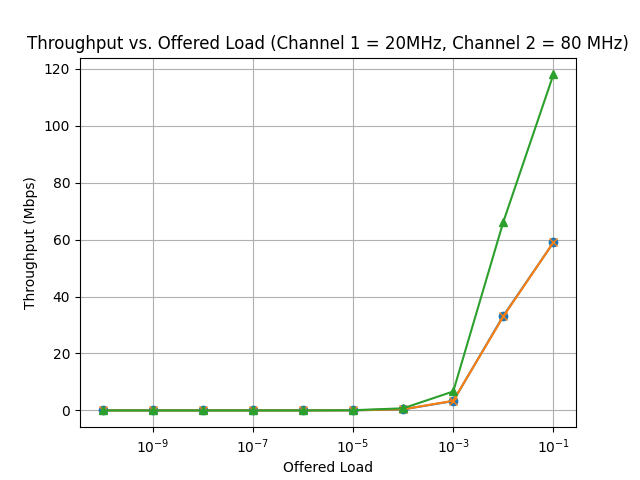 Throughput vs. Offered Load (Channel 1 = 20MHz, Channel 2 = 80 MHz)
120
100
80
60
40
20
0
Throughput (Mbps)
10⁻⁹ 10⁻⁷ 10⁻⁵ 10⁻³ 10⁻¹
Offered Load